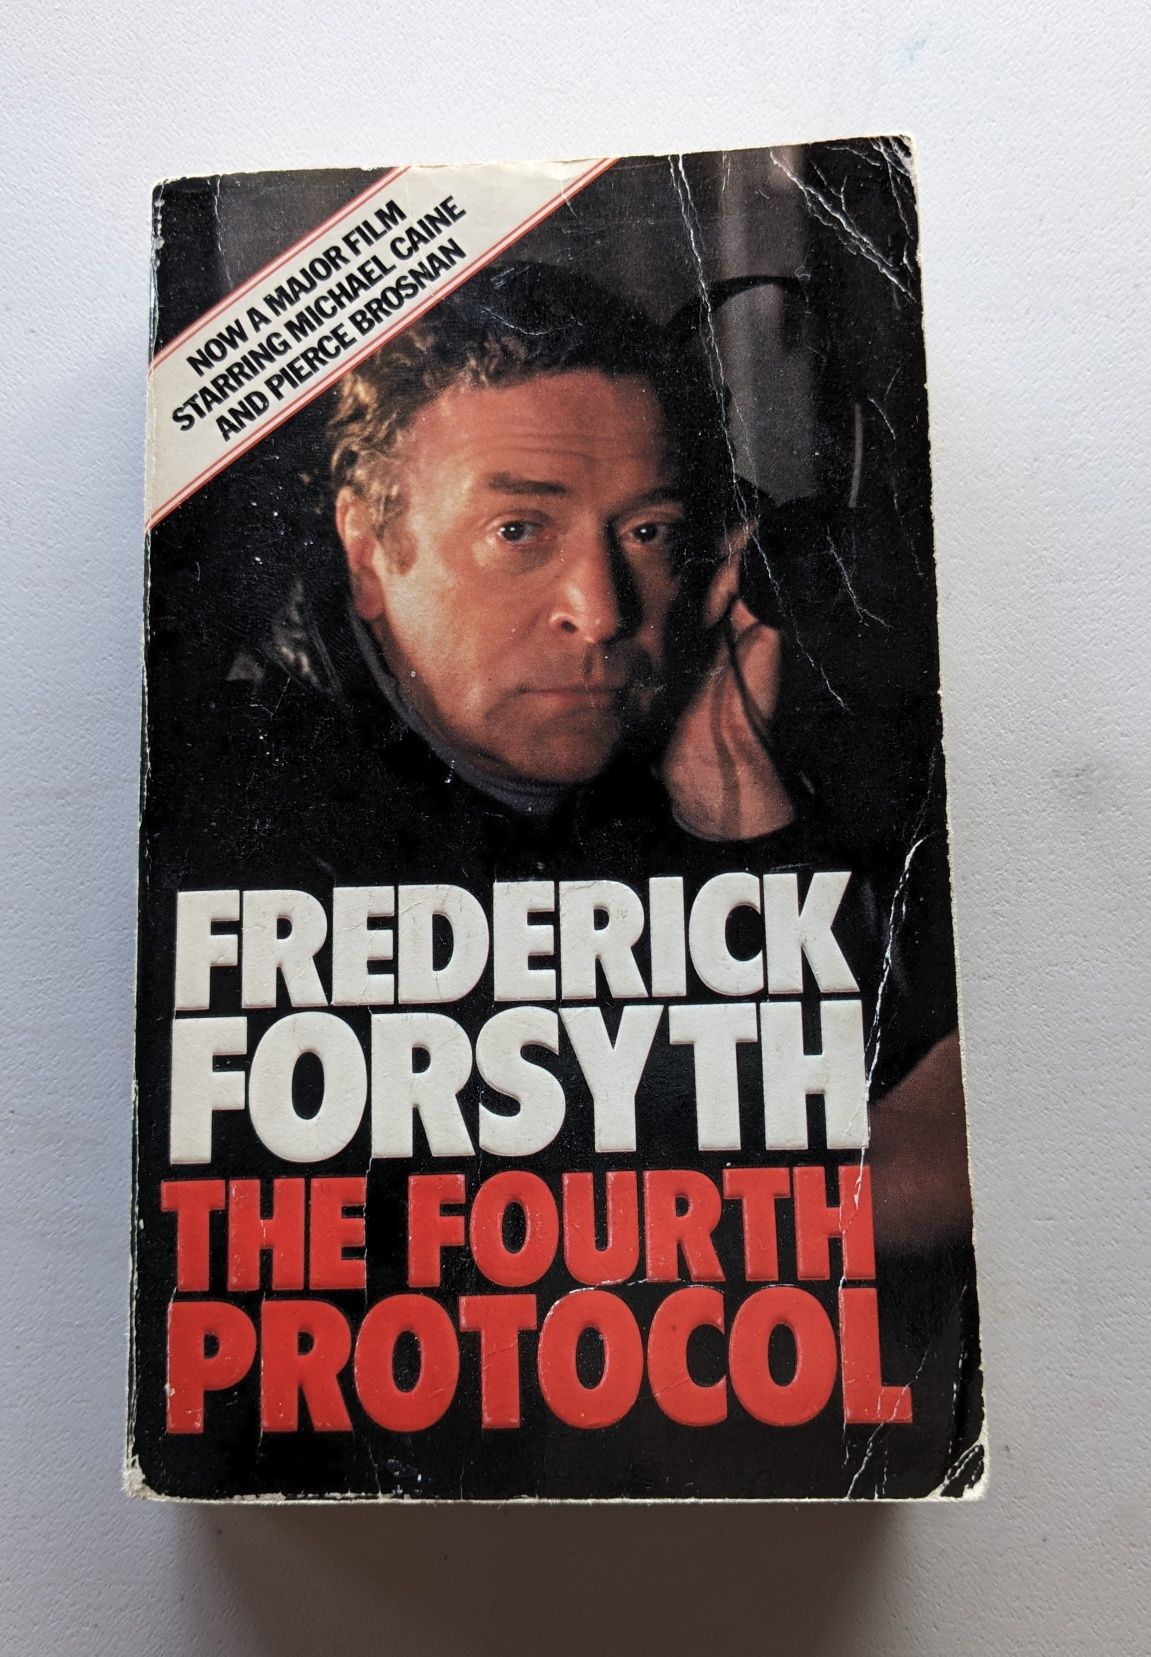 NOW A MAJOR FILM
STARRING MICHAEL CAINE
AND PIERCE BROSNAN
FREDERICK
FORSYTH
THE FOURTH
PROTOCOL